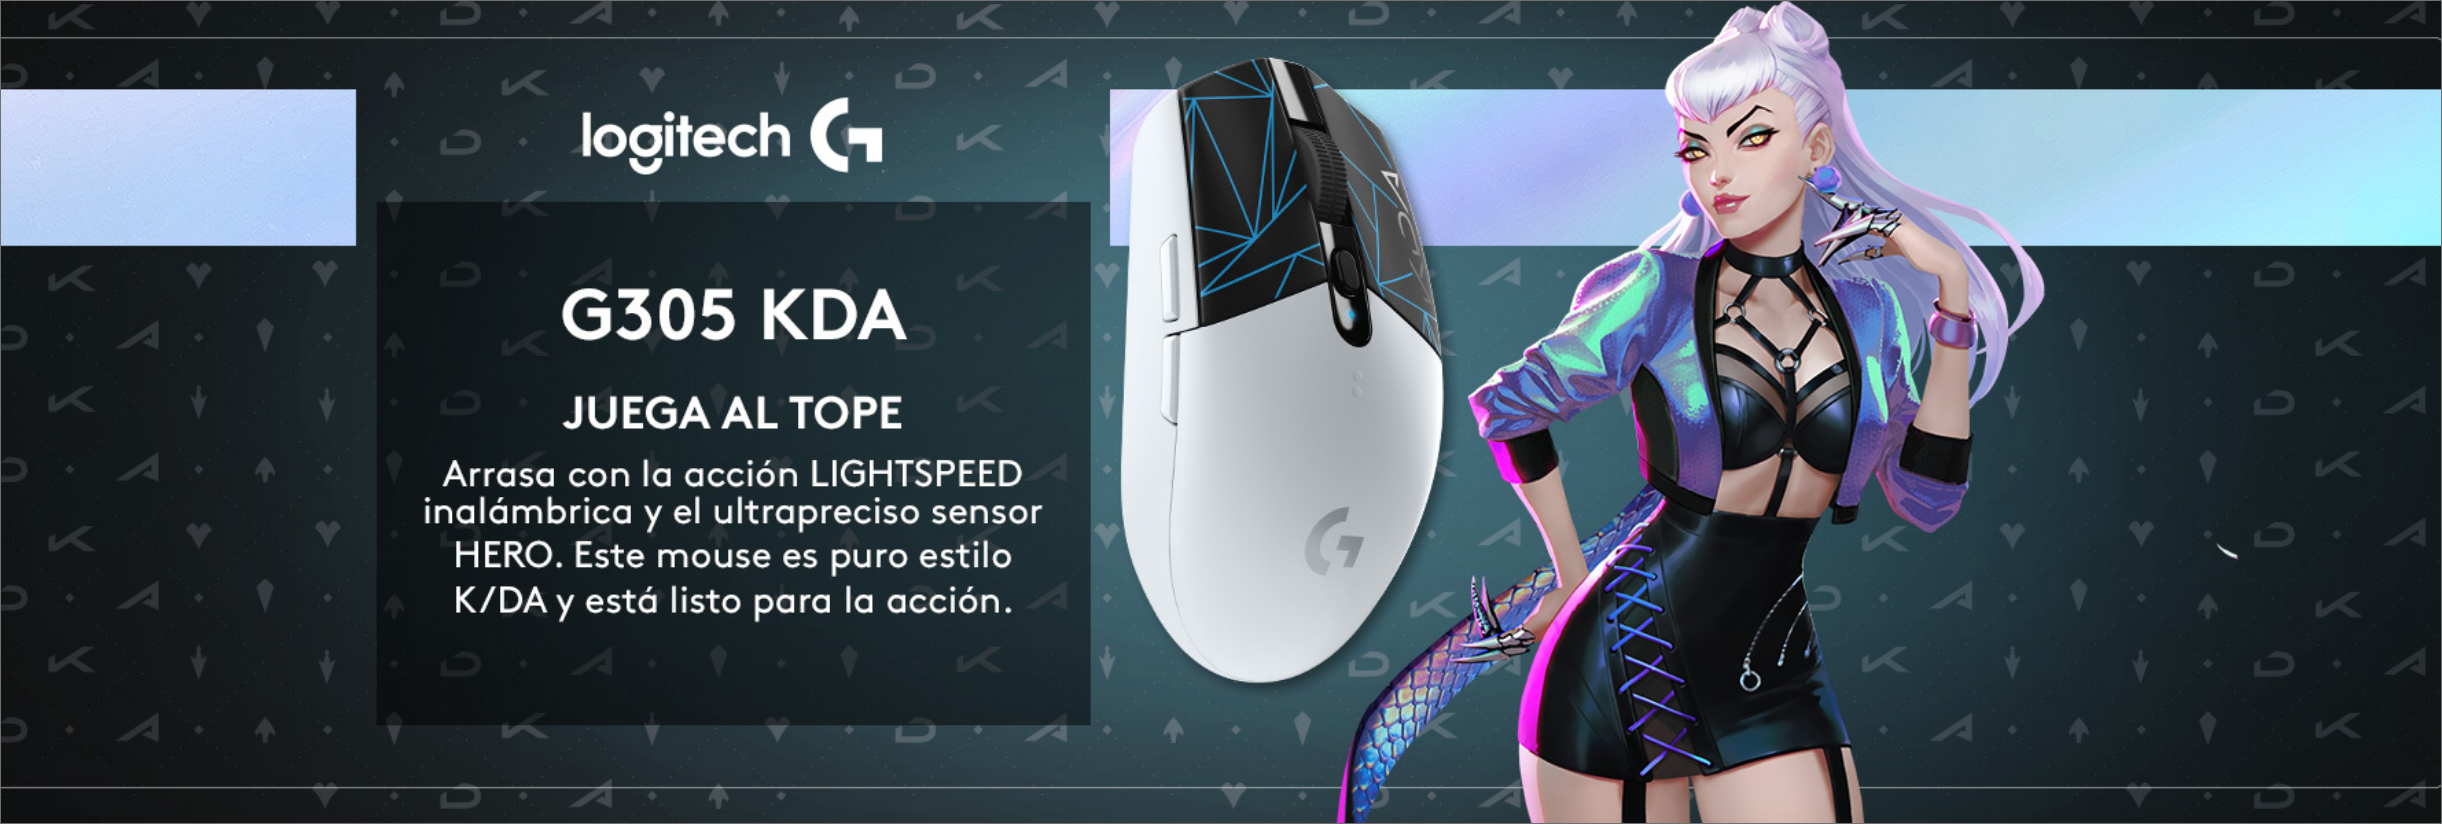 logitech G
G305 KDA
JUEGA AL TOPE
Arrasa con la acción LIGHTSPEED
inalámbrica y el ultrapreciso sensor
HERO. Este mouse es puro estilo
K/DA y está listo para la acción.
G